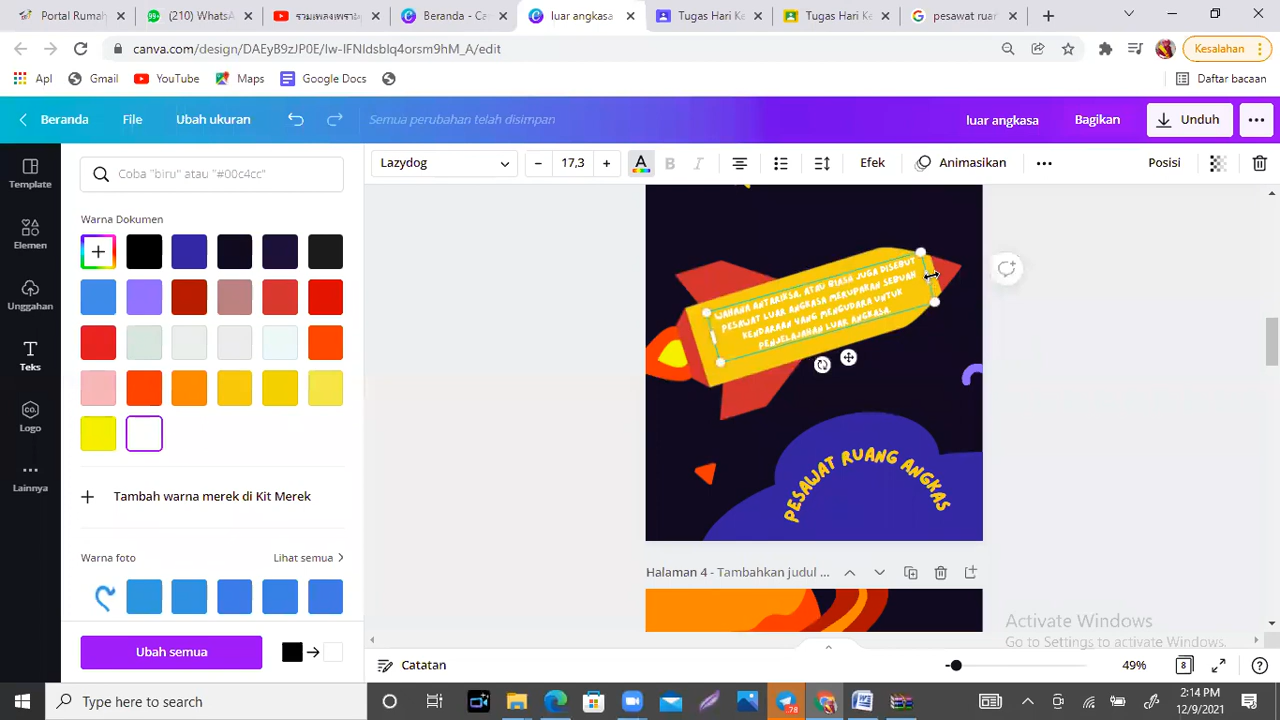 Portal Rumah
(210) WhatsA
Beranda - Ca
luar angkasa
Tugas Hari Ke
Tugas Hari Ke
pesawat ruan
canva.com/design/DAEyB9zJP0E/Iw-IFNldsblq4orsm9hM_A/edit
Kesalahan
Apl
Gmail
YouTube
Maps
Google Docs
Daftar bacaan
Beranda
File
Ubah ukuran
Semua perubahan telah disimpan
luar angkasa
Bagikan
Unduh
Template
Elemen
Unggahan
Teks
CO.
Logo
Lainnya
Coba "biru" atau "#00c4cc"
Lazydog
17,3
A
B
I
Efek
Animasikan
Posisi
Warna Dokumen
Tambah warna merek di Kit Merek
Warna foto
Lihat semua
Ubah semua
WAHANA ANTARIKSA, ATAU BIASA JUGA DISEBUT
PESAWAT LUAR ANGKASA MERUPAKAN SEBUAH
KENDARAAN YANG MENGUDARA UNTUK
PENJELAJAHAN LUAR ANGKASA.
PESAWAT RUANG ANGKAS
Halaman 4 - Tambahkan judul ...
Activate Windows
Go to Settings to activate Windows.
Catatan
49%
8
Type here to search
78
2:14 PM
12/9/2021